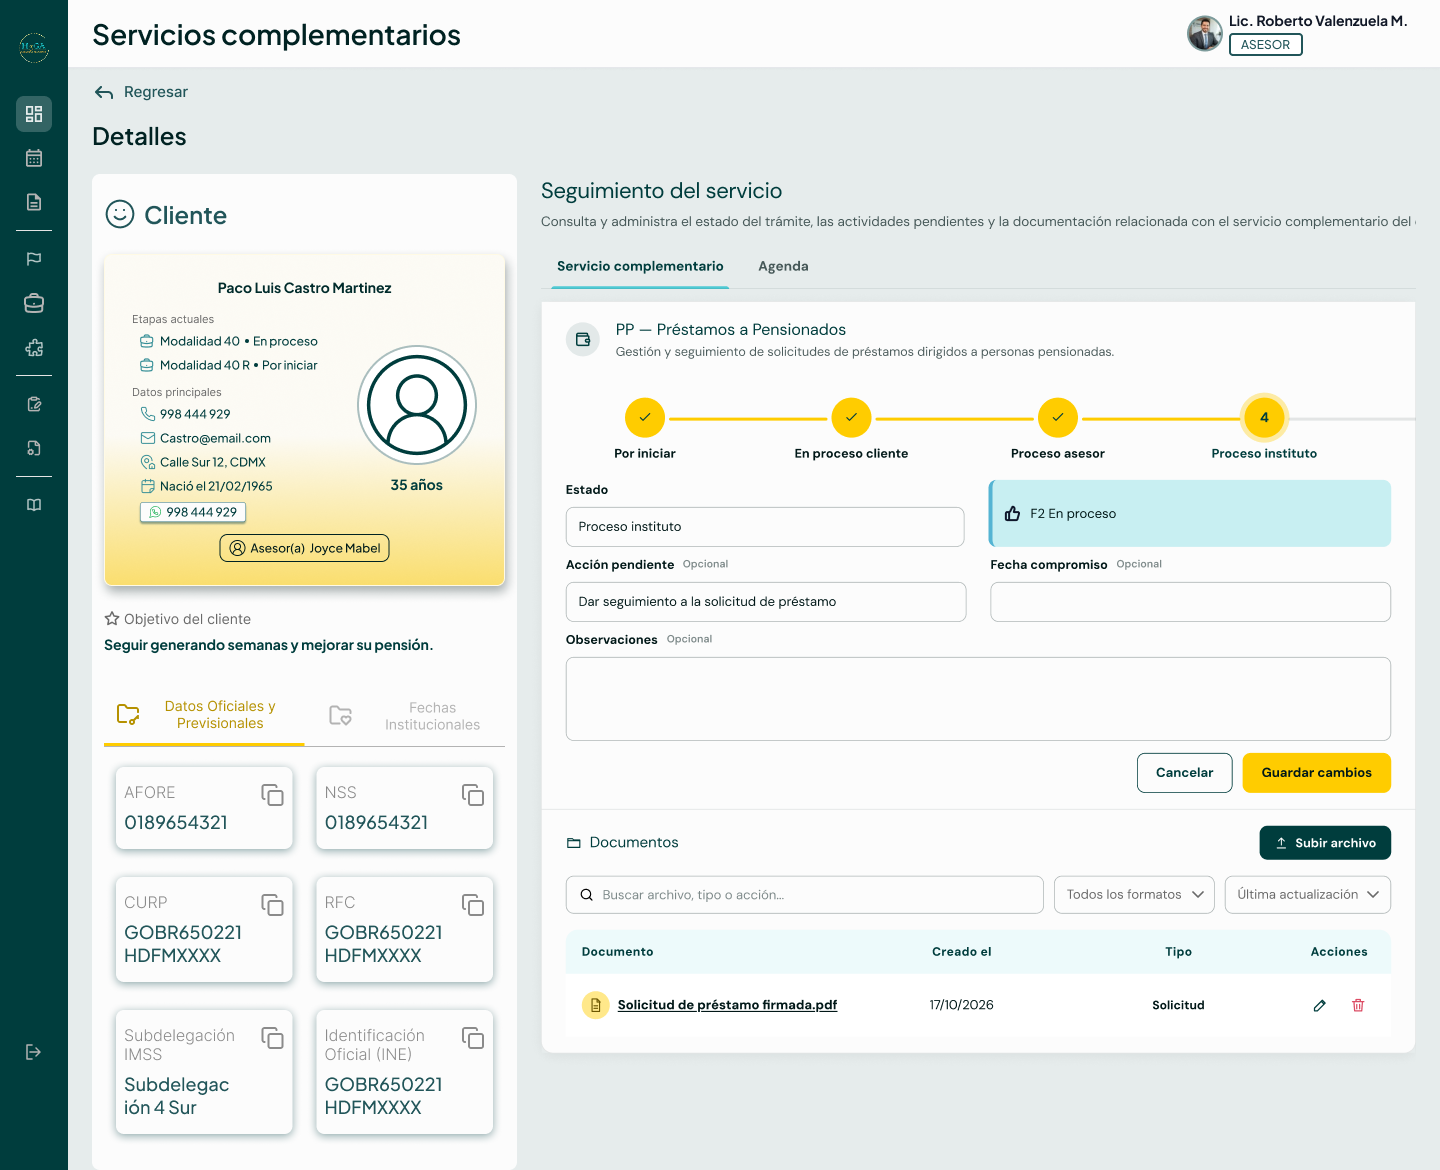 Servicios complementarios
Lic. Roberto Valenzuela M.
ASESOR
Regresar
Detalles
Cliente
Paco Luis Castro Martinez
Etapas actuales
Modalidad 40 • En proceso
Modalidad 40 R • Por iniciar
Datos principales
998 444 929
Castro@email.com
Calle Sur 12, CDMX
Nació el 21/02/1965
998 444 929
35 años
Asesor(a) Joyce Mabel
Objetivo del cliente
Seguir generando semanas y mejorar su pensión.
Datos Oficiales y
Previsionales
Fechas
Institucionales
AFORE
0189654321
NSS
0189654321
CURP
GOBR650221
HDFMXXXX
RFC
GOBR650221
HDFMXXXX
Subdelegación
IMSS
Subdelegac
ión 4 Sur
Identificación
Oficial (INE)
GOBR650221
HDFMXXXX
Seguimiento del servicio
Consulta y administra el estado del trámite, las actividades pendientes y la documentación relacionada con el servicio complementario del
Servicio complementario
Agenda
PP — Préstamos a Pensionados
Gestión y seguimiento de solicitudes de préstamos dirigidos a personas pensionadas.
4
Por iniciar
En proceso cliente
Proceso asesor
Proceso instituto
Estado
Proceso instituto
F2 En proceso
Acción pendiente Opcional
Dar seguimiento a la solicitud de préstamo
Fecha compromiso Opcional
Observaciones Opcional
Cancelar
Guardar cambios
Documentos
Subir archivo
Buscar archivo, tipo o acción...
Todos los formatos
Última actualización
Documento
Creado el
Tipo
Acciones
Solicitud de préstamo firmada.pdf
17/10/2026
Solicitud